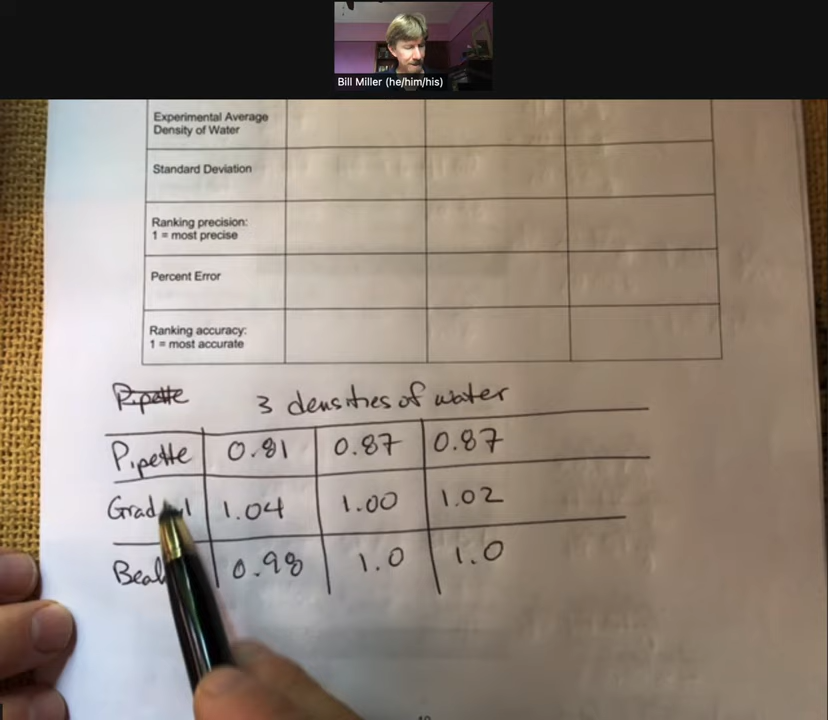 Bill Miller (he/him/his)
Experimental Average
Density of Water
Standard Deviation
Ranking precision:
1 = most precise
Percent Error
Ranking accuracy:
1 = most accurate
Pipette 3 densities of water
Pipette 0.81 0.87 0.87
1.04 1.00 1.02
0.98 1.0 1.0